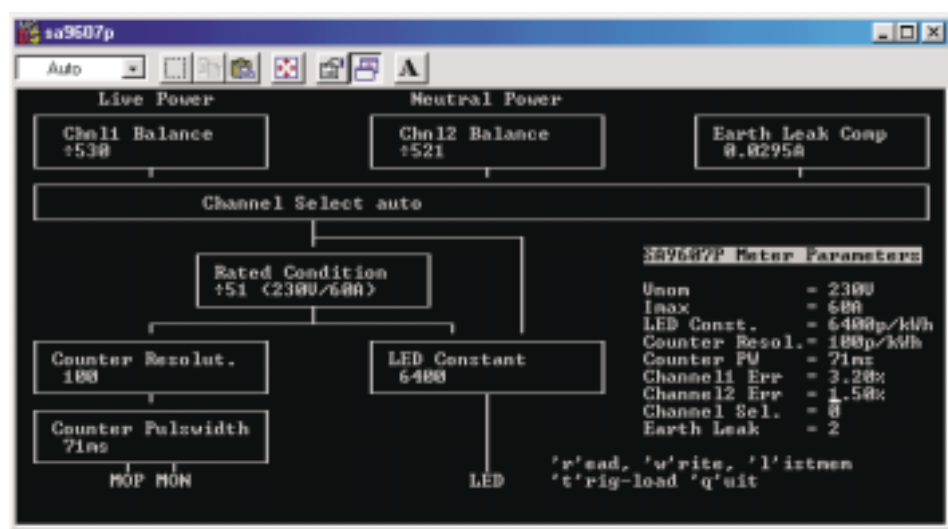 sa9607p
Auto
A
Live Power
Neutral Power
Chnl1 Balance
÷530
Chnl2 Balance
÷521
Earth Leak Comp
0.0295A
Channel Select auto
Rated Condition
÷51 (230V/60A)
Counter Resolut.
100
LED Constant
6400
Counter Pulswidth
71ms
MOP MON
LED
SA9607P Meter Parameters
Unom = 230V
Imax = 60A
LED Const. = 6400p/kWh
Counter Resol.= 100p/kWh
Counter PW = 71ms
Channel1 Err = 3.20%
Channel2 Err = 1.50%
Channel Sel. = 0
Earth Leak = 2
'r'ead, 'w'rite, 'l'istmem
't'rig-load 'q'uit